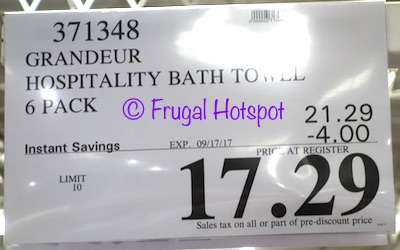 371348
GRANDEUR
HOSPITALITY BATH TOWEL
6 PACK
© Frugal Hotspot
21.29
-4.00
Instant Savings EXP. 09/17/17 PRICE AT REGISTER
LIMIT
10
17.29
Sales tax on all or part of pre-discount price